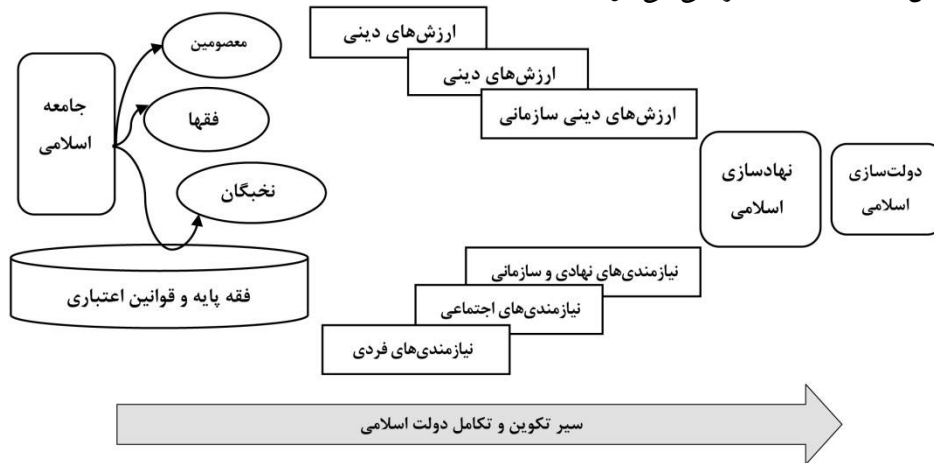 معصومین
جامعه
اسلامی
فقها
نخبگان
فقه پایه و قوانین اعتباری
ارزش‌های دینی
ارزش‌های دینی
ارزش‌های دینی سازمانی
نهادسازی
اسلامی
دولت‌سازی
اسلامی
نیازمندی‌های نهادی و سازمانی
نیازمندی‌های اجتماعی
نیازمندی‌های فردی
سیر تکوین و تکامل دولت اسلامی